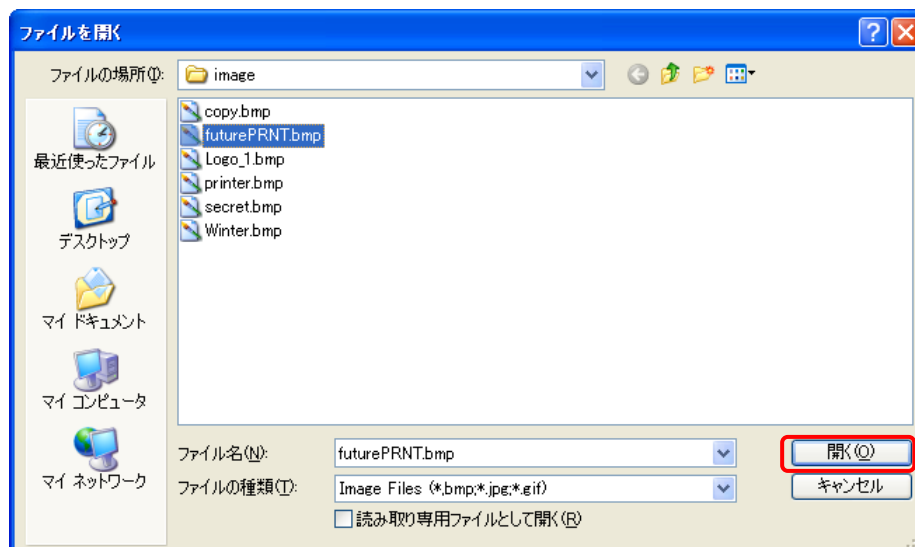 ファイルを開く
ファイルの場所(I):
image
copy.bmp
futurePRNT.bmp
Logo_1.bmp
printer.bmp
secret.bmp
Winter.bmp
最近使ったファイル
デスクトップ
マイ ドキュメント
マイ コンピュータ
マイ ネットワーク
ファイル名(N):
futurePRNT.bmp
開く(O)
ファイルの種類(T):
Image Files (*.bmp;*.jpg;*.gif)
キャンセル
読み取り専用ファイルとして開く(R)